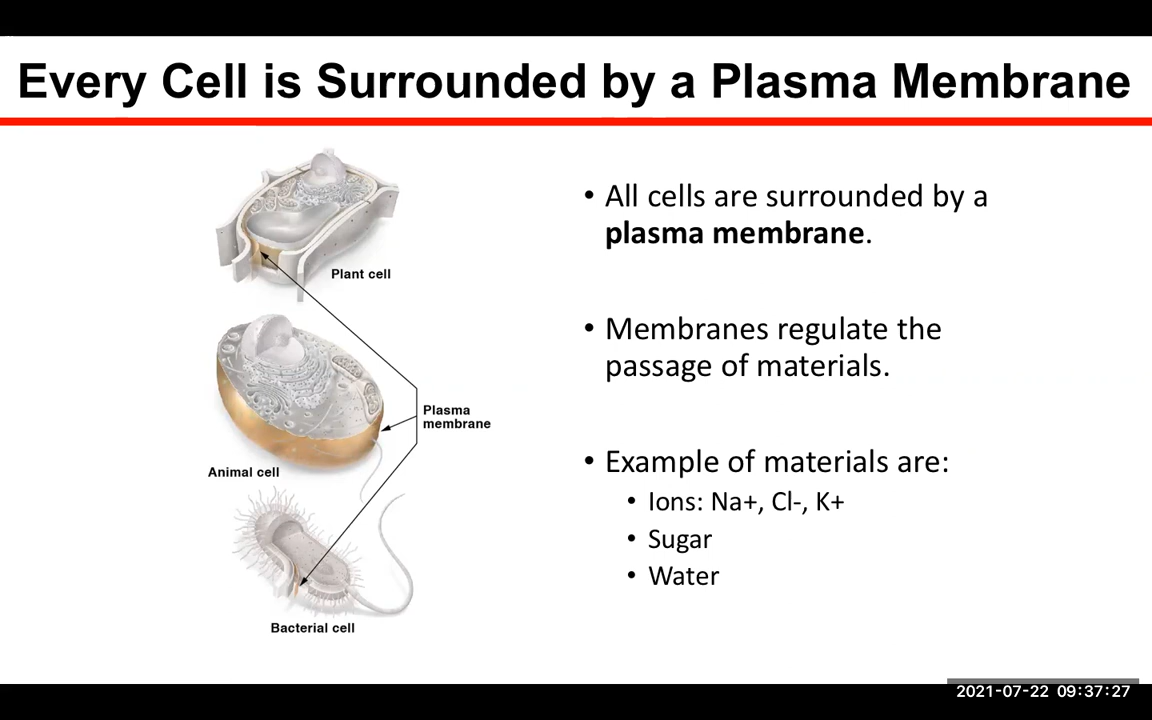 Every Cell is Surrounded by a Plasma Membrane
Plant cell
Plasma
membrane
Animal cell
Bacterial cell
• All cells are surrounded by a
plasma membrane.
• Membranes regulate the
passage of materials.
• Example of materials are:
• Ions: Na+, Cl-, K+
• Sugar
• Water
2021-07-22 09:37:27